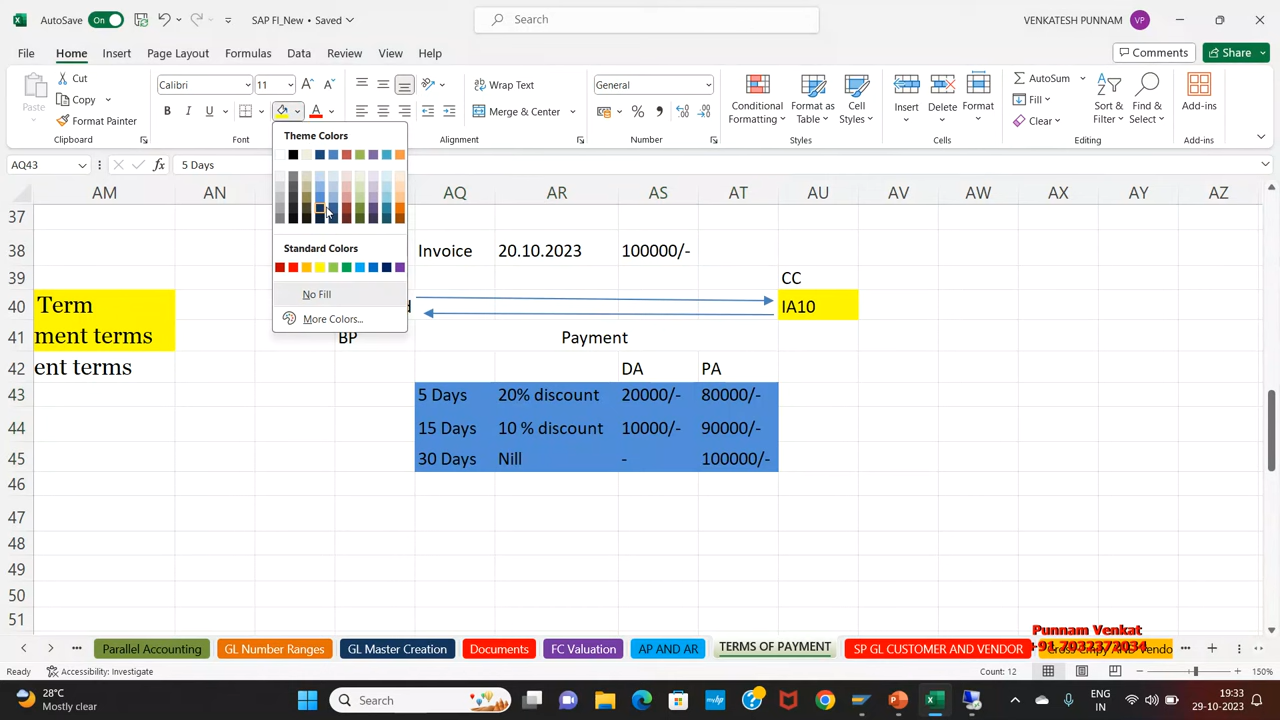 AutoSave On SAP FI_New • Saved Search VENKATESH PUNNAM VP
File Home Insert Page Layout Formulas Data Review View Help Comments Share
Paste Cut Copy Format Painter Clipboard
Calibri 11 B I U Font
Wrap Text Merge & Center Alignment
General % Number
Conditional Formatting Format as Table Cell Styles Styles
Insert Delete Format Cells
AutoSum Fill Clear Sort & Filter Find & Select Editing
Add-ins Add-ins
AQ43 fx 5 Days
Theme Colors
Standard Colors
No Fill
More Colors...
AM AN AQ AR AS AT AU AV AW AX AY AZ
37
38 Invoice 20.10.2023 100000/-
39 CC
40 Term IA10
41 ment terms BP Payment
42 ent terms DA PA
43 5 Days 20% discount 20000/- 80000/-
44 15 Days 10 % discount 10000/- 90000/-
45 30 Days Nill - 100000/-
46
47
48
49
50
51
Punnam Venkat
+91 7032372034
Parallel Accounting GL Number Ranges GL Master Creation Documents FC Valuation AP AND AR TERMS OF PAYMENT SP GL CUSTOMER AND VENDOR
Ready Accessibility: Investigate Count: 12 150%
28°C
Mostly clear
Search
ENG
IN
19:33
29-10-2023